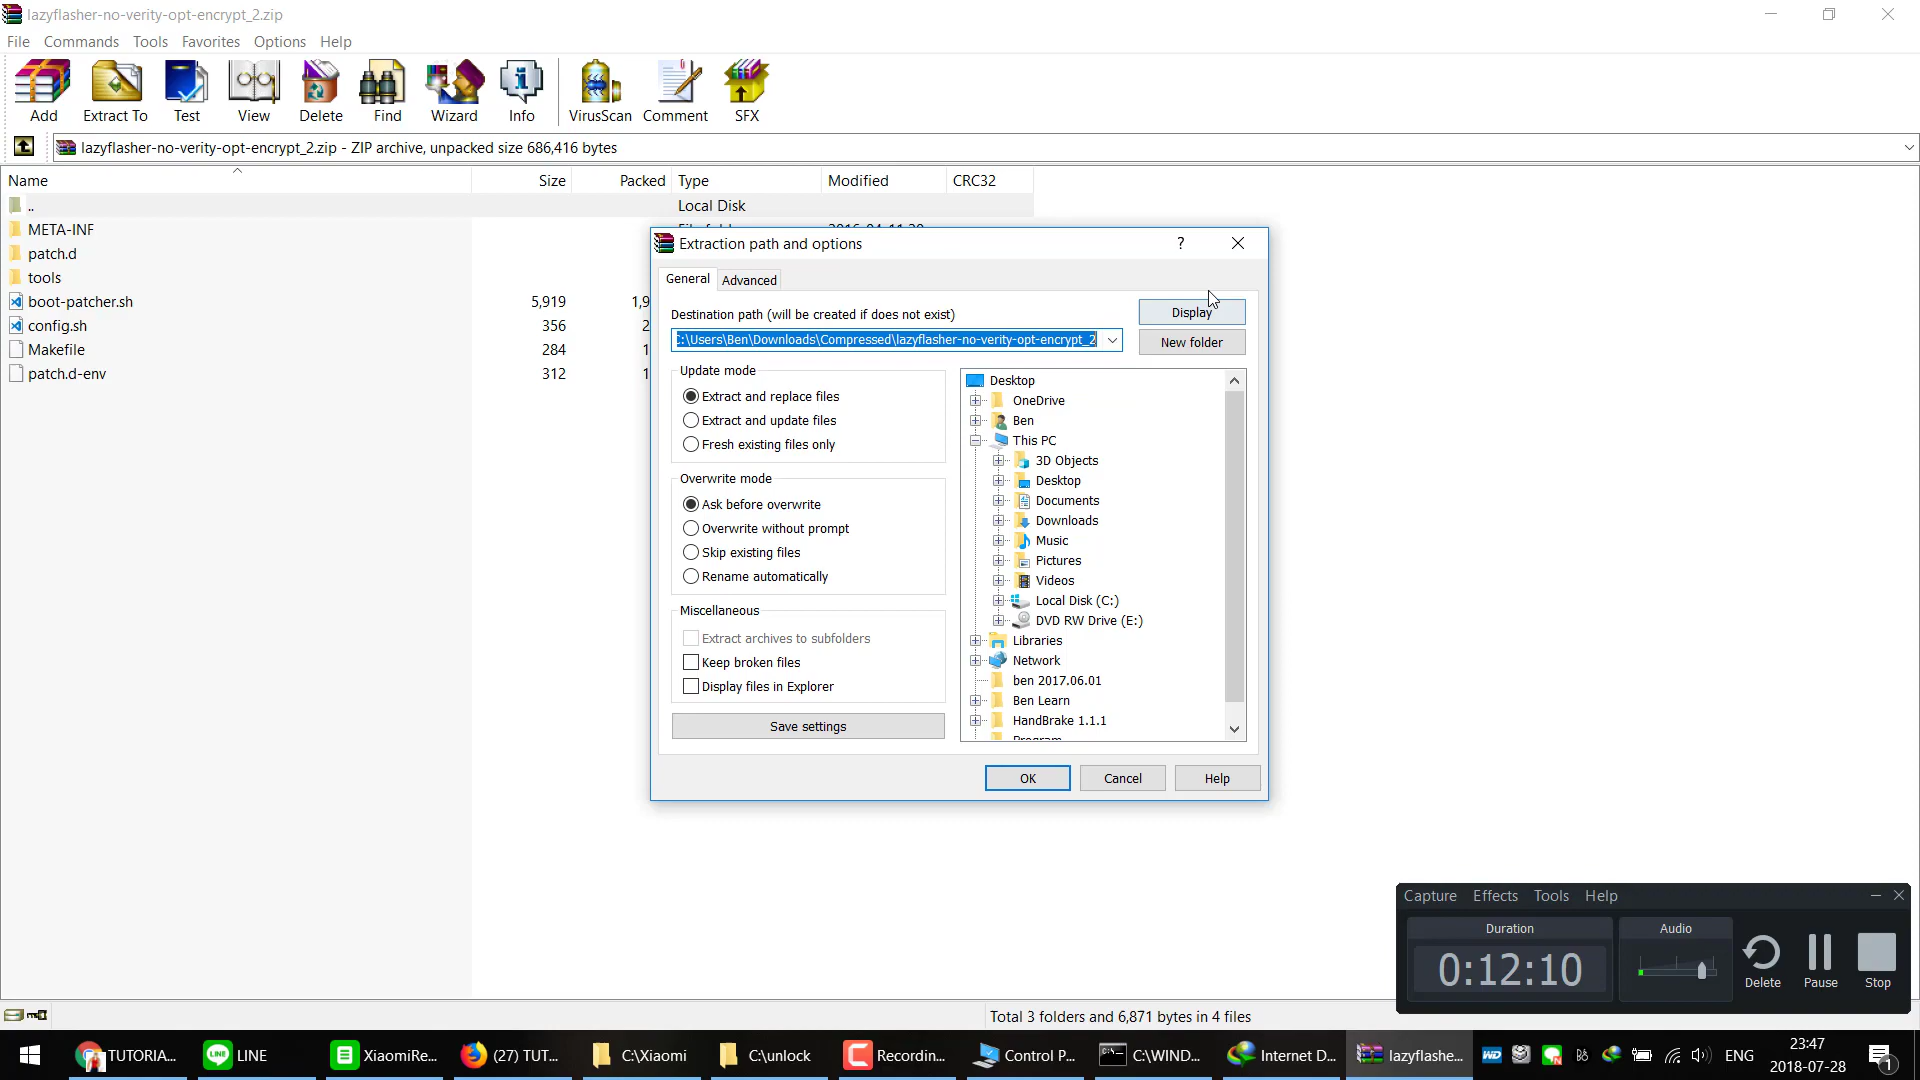 lazyflasher-no-verity-opt-encrypt_2.zip
File Commands Tools Favorites Options Help
Add Extract To Test View Delete Find Wizard Info VirusScan Comment SFX
lazyflasher-no-verity-opt-encrypt_2.zip - ZIP archive, unpacked size 686,416 bytes
Name Size Packed Type Modified CRC32
.. Local Disk
META-INF
patch.d
tools
boot-patcher.sh 5,919 1,9
config.sh 356 2
Makefile 284 1
patch.d-env 312 1
Extraction path and options ?
General Advanced
Destination path (will be created if does not exist)
Display
C:\Users\Ben\Downloads\Compressed\lazyflasher-no-verity-opt-encrypt_2
New folder
Update mode
Extract and replace files
Extract and update files
Fresh existing files only
Overwrite mode
Ask before overwrite
Overwrite without prompt
Skip existing files
Rename automatically
Miscellaneous
Extract archives to subfolders
Keep broken files
Display files in Explorer
Save settings
Desktop
OneDrive
Ben
This PC
3D Objects
Desktop
Documents
Downloads
Music
Pictures
Videos
Local Disk (C:)
DVD RW Drive (E:)
Libraries
Network
ben 2017.06.01
Ben Learn
HandBrake 1.1.1
OK Cancel Help
Capture Effects Tools Help
Duration Audio
0:12:10
Delete Pause Stop
Total 3 folders and 6,871 bytes in 4 files
TUTORIA... LINE XiaomiRe... (27) TUT... C:\Xiaomi C:\unlock Recordin... Control P... C:\WIND... Internet D... lazyflashe... WD ENG
23:47
2018-07-28
1